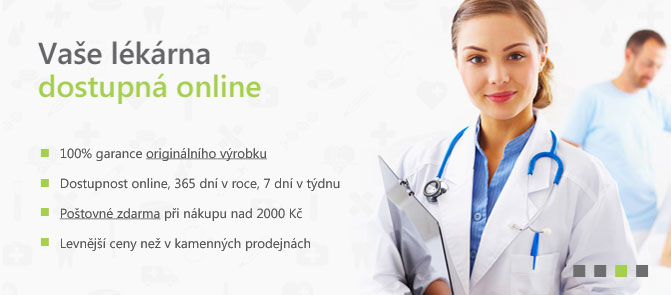 Vaše lékárna
dostupná online
100% garance originálního výrobku
Dostupnost online, 365 dní v roce, 7 dní v týdnu
Poštovné zdarma při nákupu nad 2000 Kč
Levnější ceny než v kamenných prodejnách